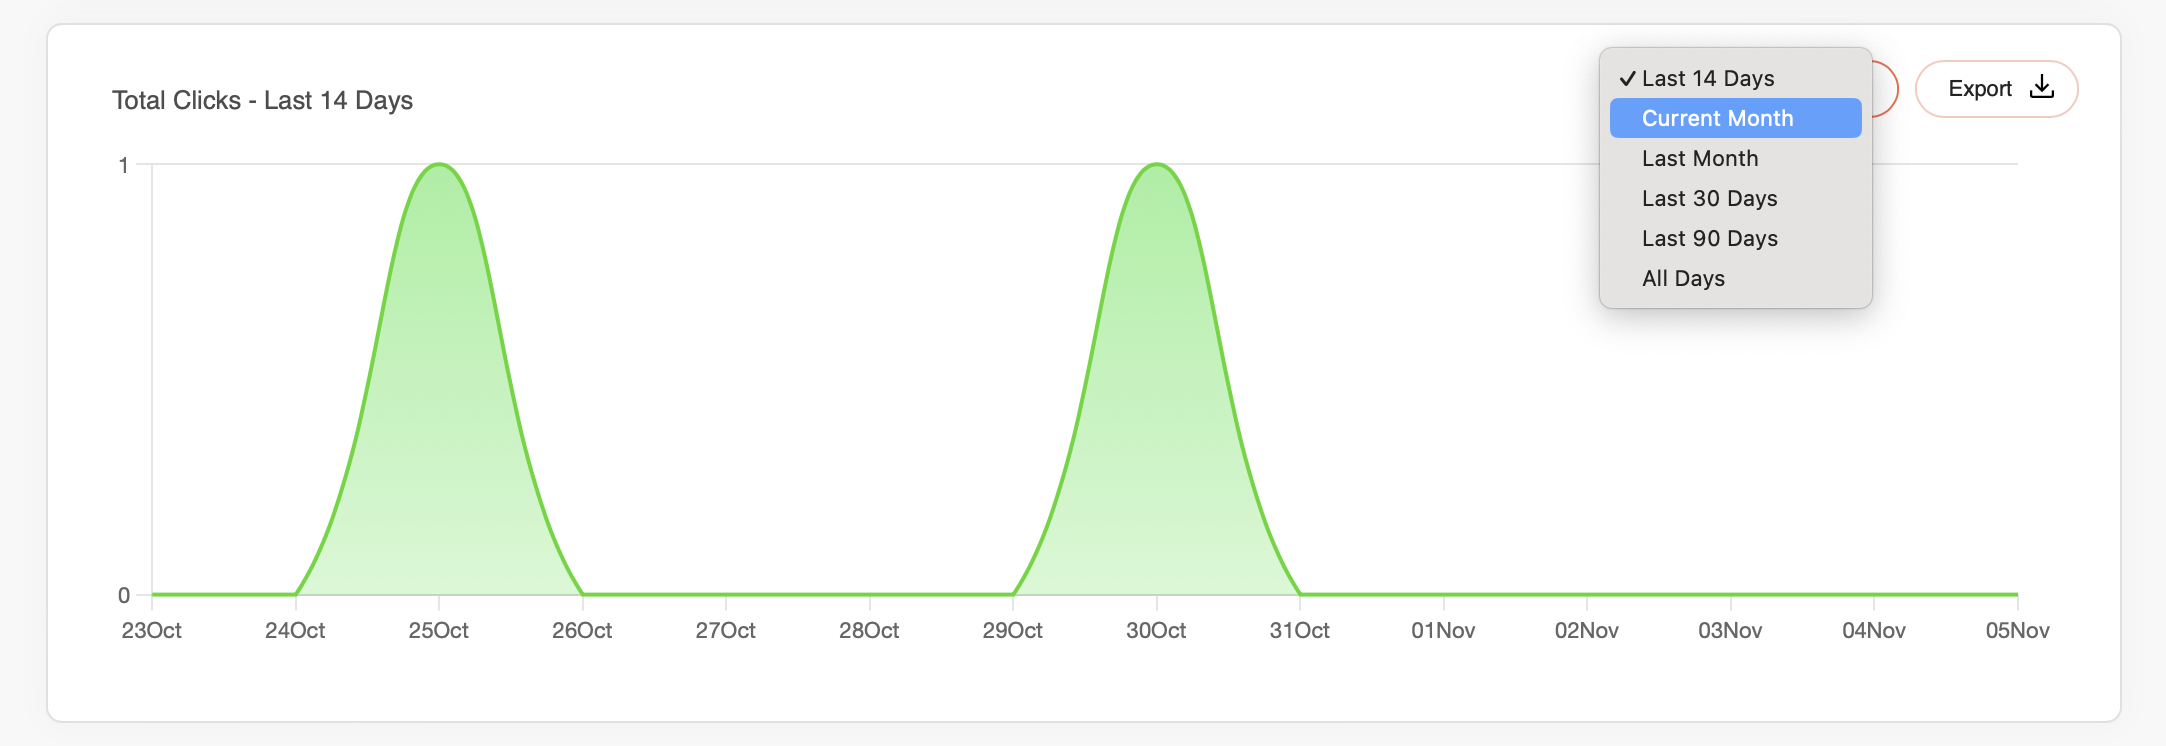 Total Clicks - Last 14 Days
✓ Last 14 Days
Current Month
Last Month
Last 30 Days
Last 90 Days
All Days
Export
1
0
23Oct 24Oct 25Oct 26Oct 27Oct 28Oct 29Oct 30Oct 31Oct 01Nov 02Nov 03Nov 04Nov 05Nov